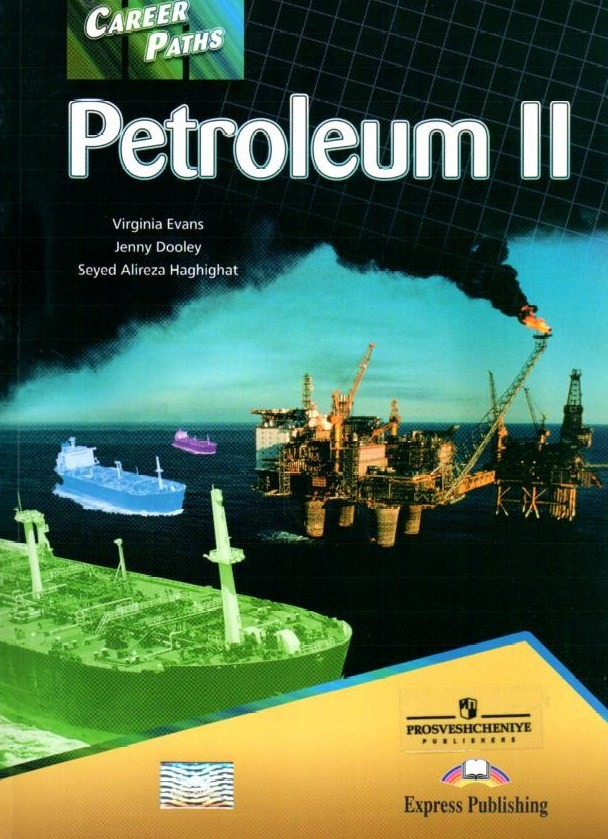 CAREER
PATHS
Petroleum II
Virginia Evans
Jenny Dooley
Seyed Alireza Haghighat
PROSVESHCHENIYE
PUBLISHERS
Express Publishing